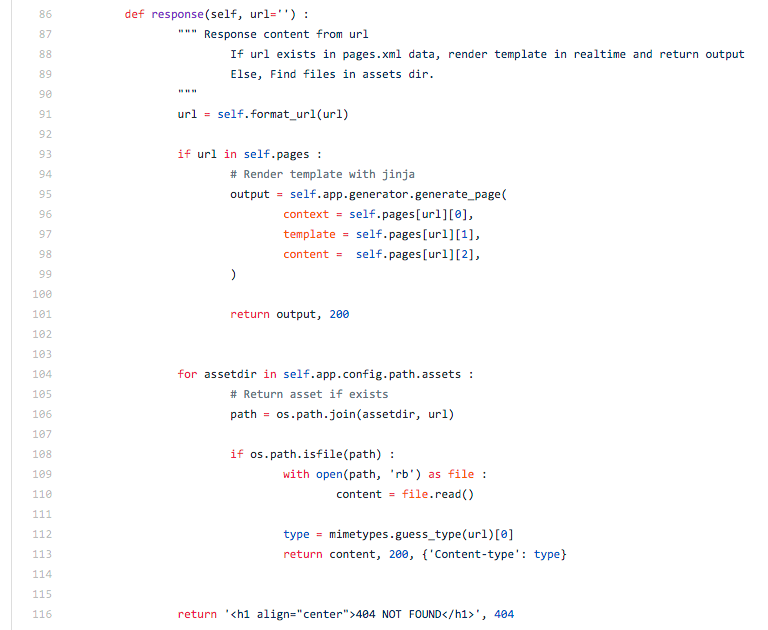 86 def response(self, url='') :
87 """ Response content from url
88 If url exists in pages.xml data, render template in realtime and return output
89 Else, Find files in assets dir.
90 """
91 url = self.format_url(url)
92
93 if url in self.pages :
94 # Render template with jinja
95 output = self.app.generator.generate_page(
96 context = self.pages[url][0],
97 template = self.pages[url][1],
98 content =  self.pages[url][2],
99 )
100
101 return output, 200
102
103
104 for assetdir in self.app.config.path.assets :
105 # Return asset if exists
106 path = os.path.join(assetdir, url)
107
108 if os.path.isfile(path) :
109 with open(path, 'rb') as file :
110 content = file.read()
111
112 type = mimetypes.guess_type(url)[0]
113 return content, 200, {'Content-type': type}
114
115
116 return '<h1 align="center">404 NOT FOUND</h1>', 404